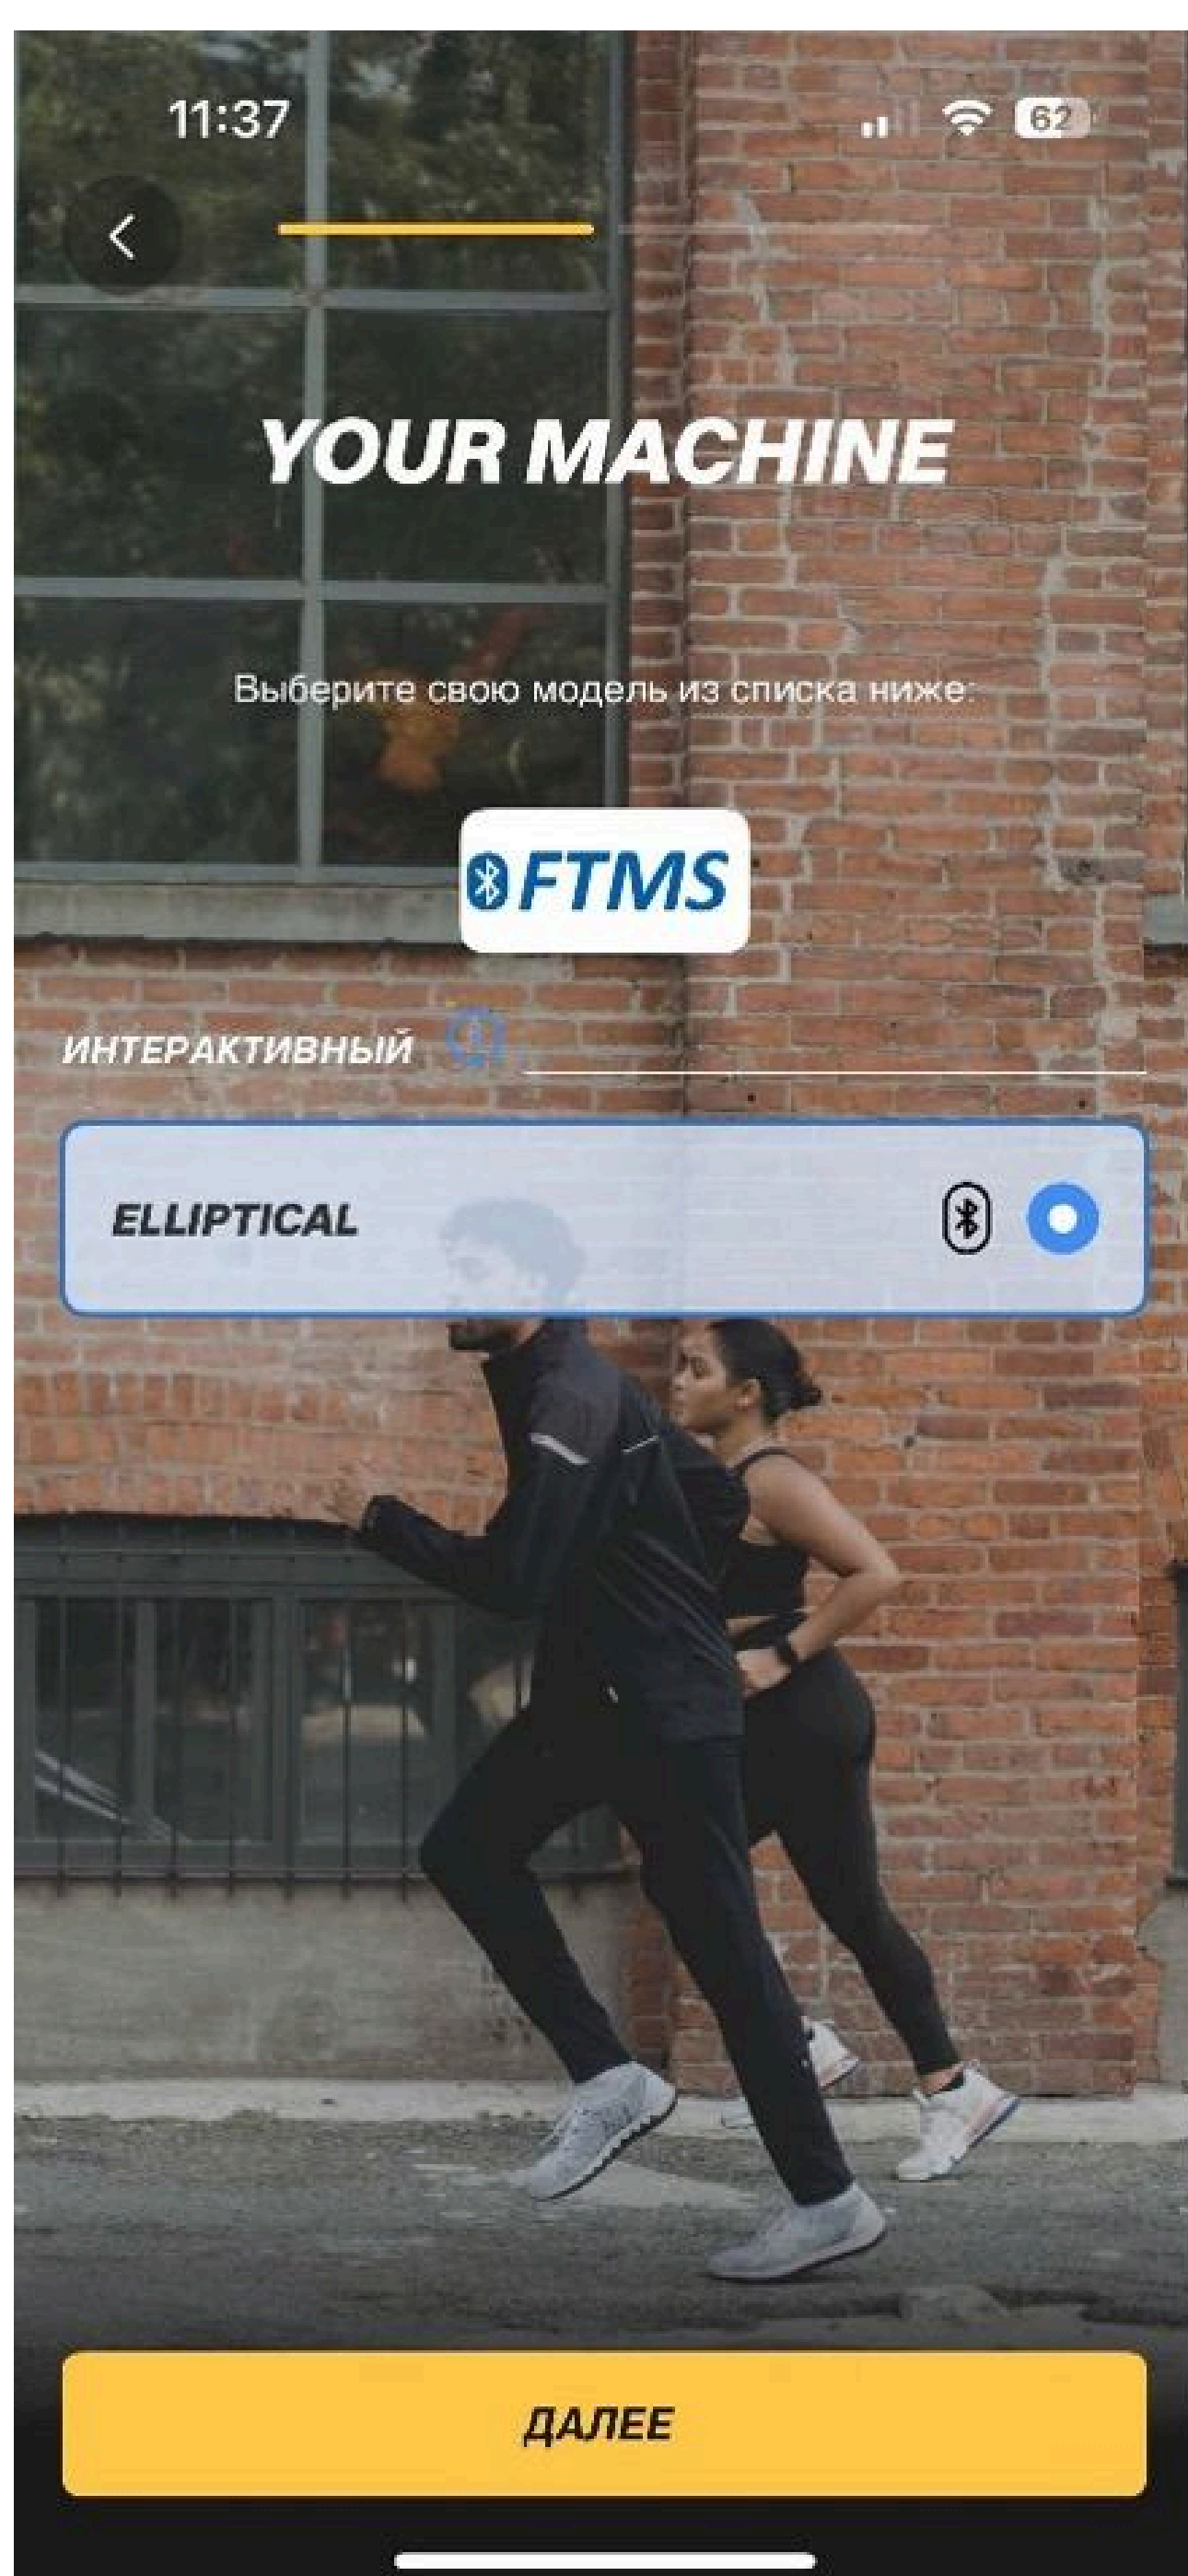 11:37
62
YOUR MACHINE
Выберите свою модель из списка ниже:
FTMS
ИНТЕРАКТИВНЫЙ
ELLIPTICAL
ДАЛЕЕ